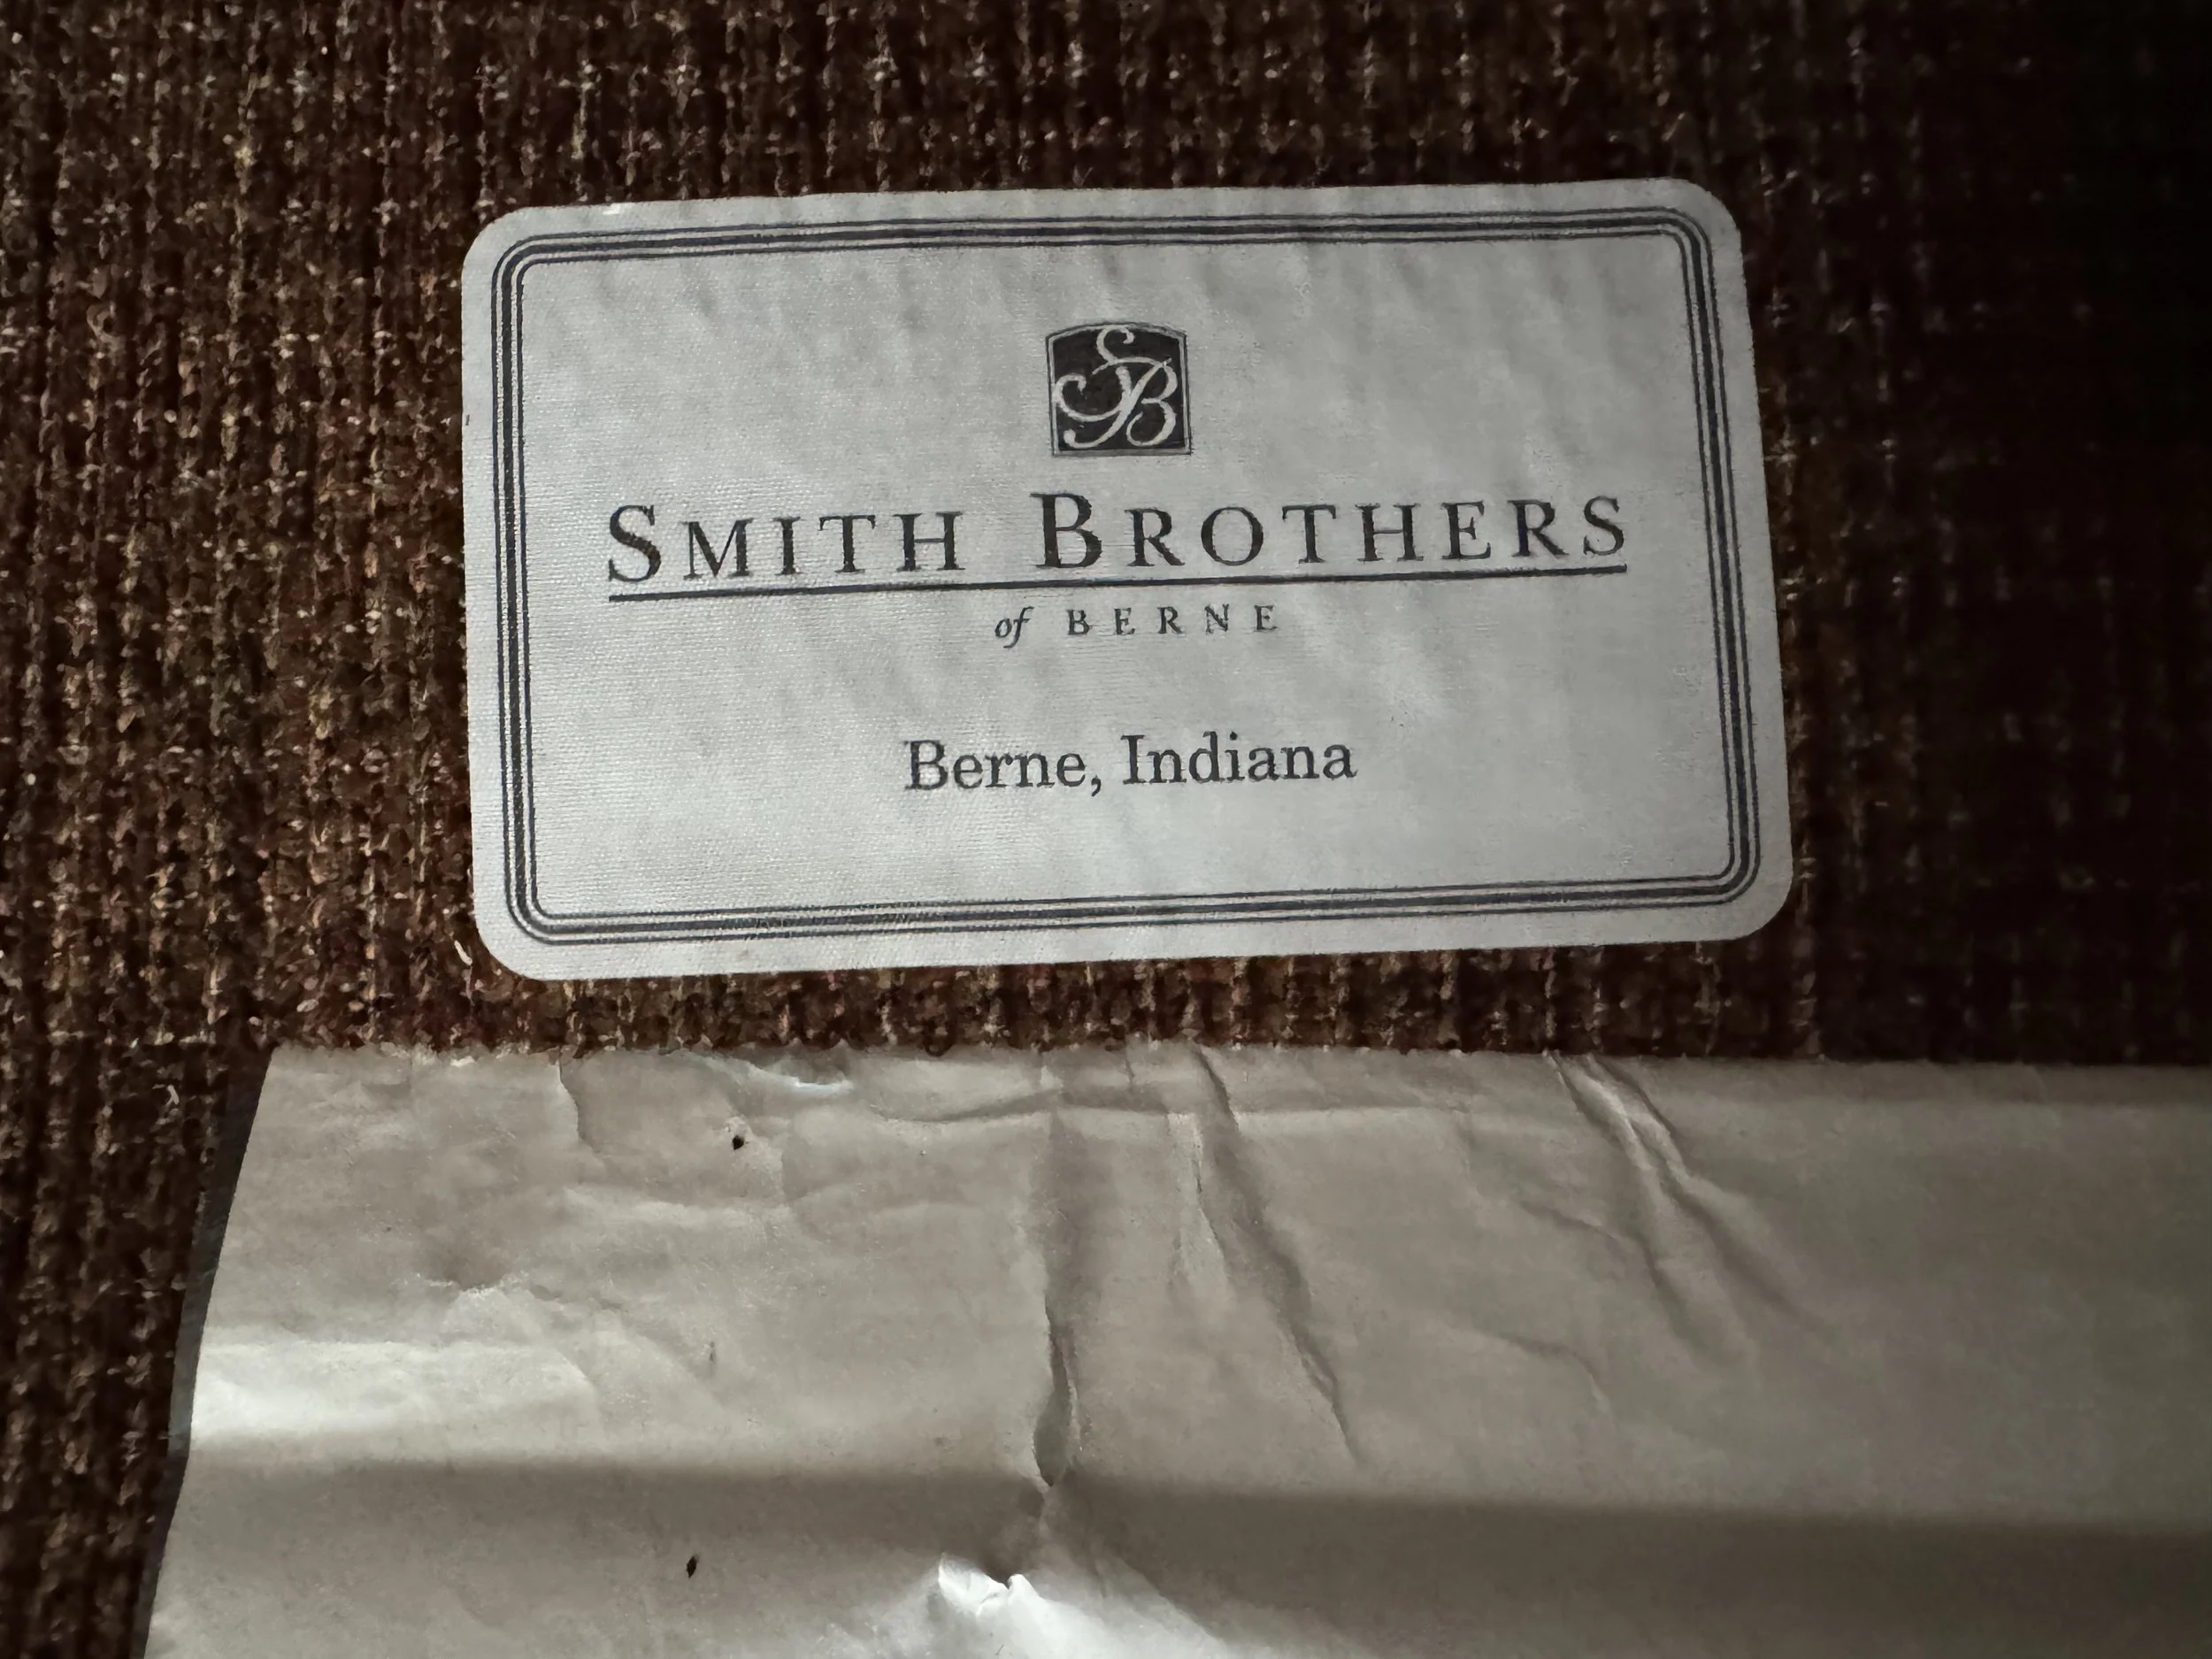 SB
SMITH BROTHERS
of BERNE
Berne, Indiana